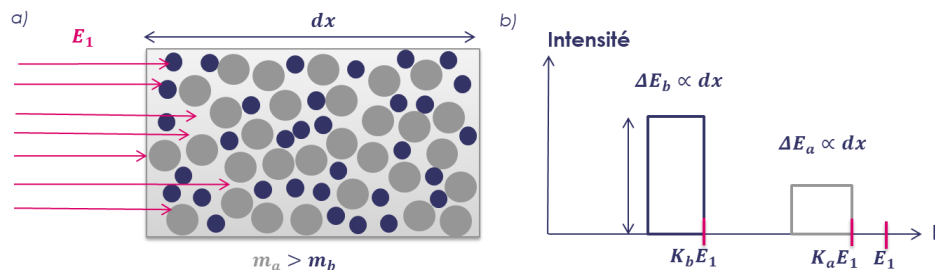 a)
dx
E₁
mₐ > m_b
b)
Intensité
ΔE_b ∝ dx
ΔEₐ ∝ dx
K_bE₁
KₐE₁
E₁